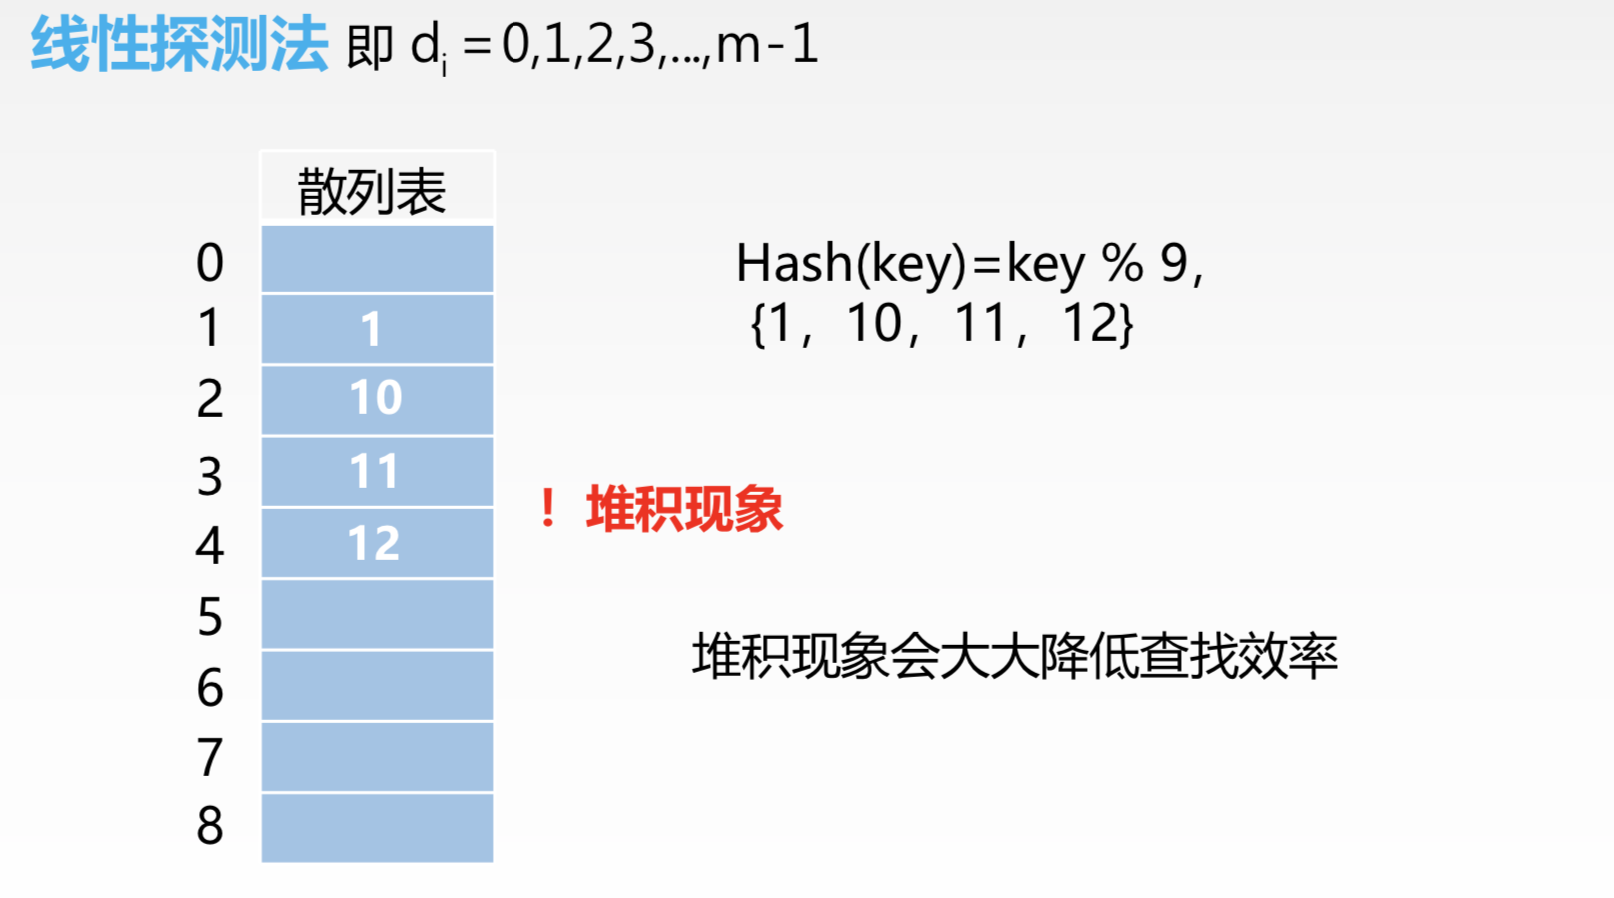 线性探测法 即 di = 0,1,2,3,...,m-1
散列表
0
Hash(key)=key % 9,
1 1
{1, 10, 11, 12}
2 10
3 11
! 堆积现象
4 12
5
堆积现象会大大降低查找效率
6
7
8